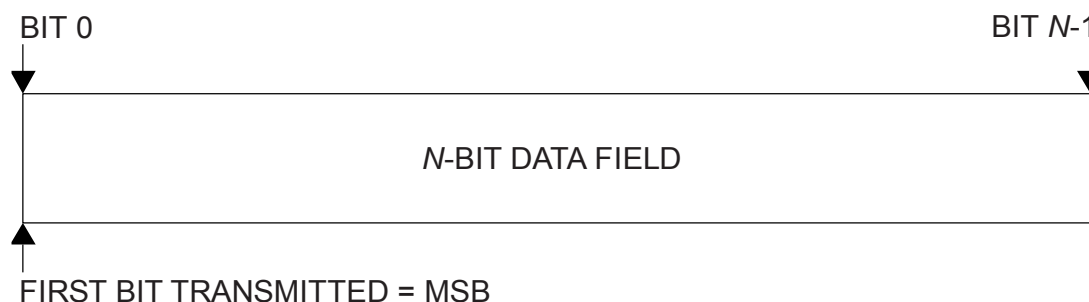 BIT 0
BIT N-1
N-BIT DATA FIELD
FIRST BIT TRANSMITTED = MSB